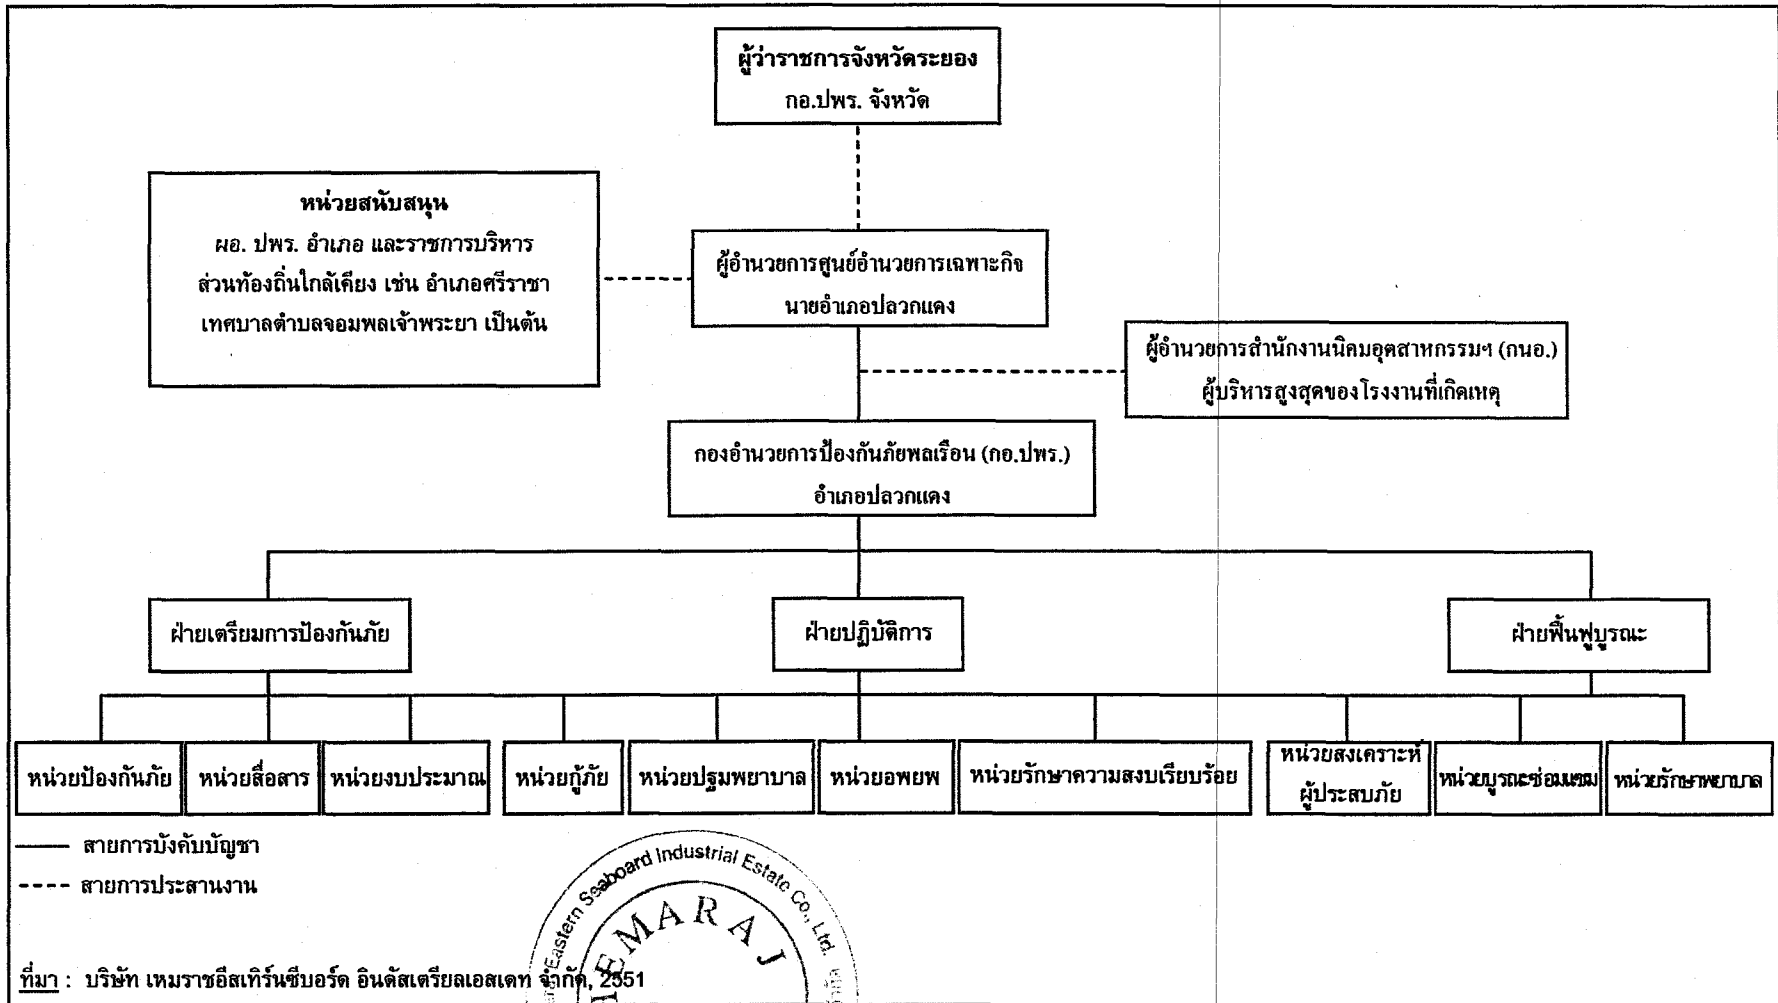 ผู้ว่าราชการจังหวัดระยอง
กอ.ปพร. จังหวัด
หน่วยสนับสนุน
ผอ. ปพร. อำเภอ และราชการบริหาร
ส่วนท้องถิ่นใกล้เคียง เช่น อำเภอศรีราชา
เทศบาลตำบลจอมพลเจ้าพระยา เป็นต้น
ผู้อำนวยการศูนย์อำนวยการเฉพาะกิจ
นายอำเภอปลวกแดง
ผู้อำนวยการสำนักงานนิคมอุตสาหกรรมฯ (กนอ.)
ผู้บริหารสูงสุดของโรงงานที่เกิดเหตุ
กองอำนวยการป้องกันภัยพลเรือน (กอ.ปพร.)
อำเภอปลวกแดง
ฝ่ายเตรียมการป้องกันภัย
ฝ่ายปฏิบัติการ
ฝ่ายฟื้นฟูบูรณะ
หน่วยป้องกันภัย
หน่วยสื่อสาร
หน่วยงบประมาณ
หน่วยกู้ภัย
หน่วยปฐมพยาบาล
หน่วยอพยพ
หน่วยรักษาความสงบเรียบร้อย
หน่วยสงเคราะห์
ผู้ประสบภัย
หน่วยบูรณะซ่อมแซม
หน่วยรักษาพยาบาล
สายการบังคับบัญชา
สายการประสานงาน
Eastern Seaboard Industrial Estate Co., Ltd.
EMARAJ
ที่มา : บริษัท เหมราชอีสเทิร์นซีบอร์ด อินดัสเตรียลเอสเตท จำกัด, 2551